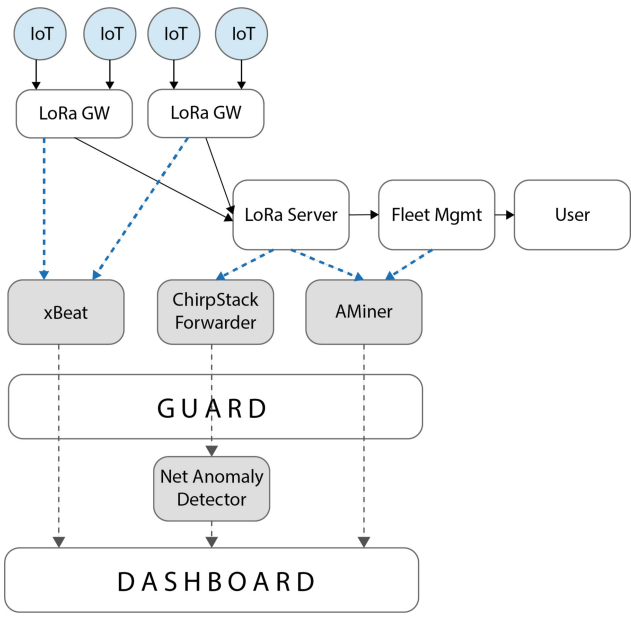 IoT
IoT
IoT
IoT
LoRa GW
LoRa GW
LoRa Server
Fleet Mgmt
User
xBeat
ChirpStack
Forwarder
AMiner
GUARD
Net Anomaly
Detector
DASHBOARD